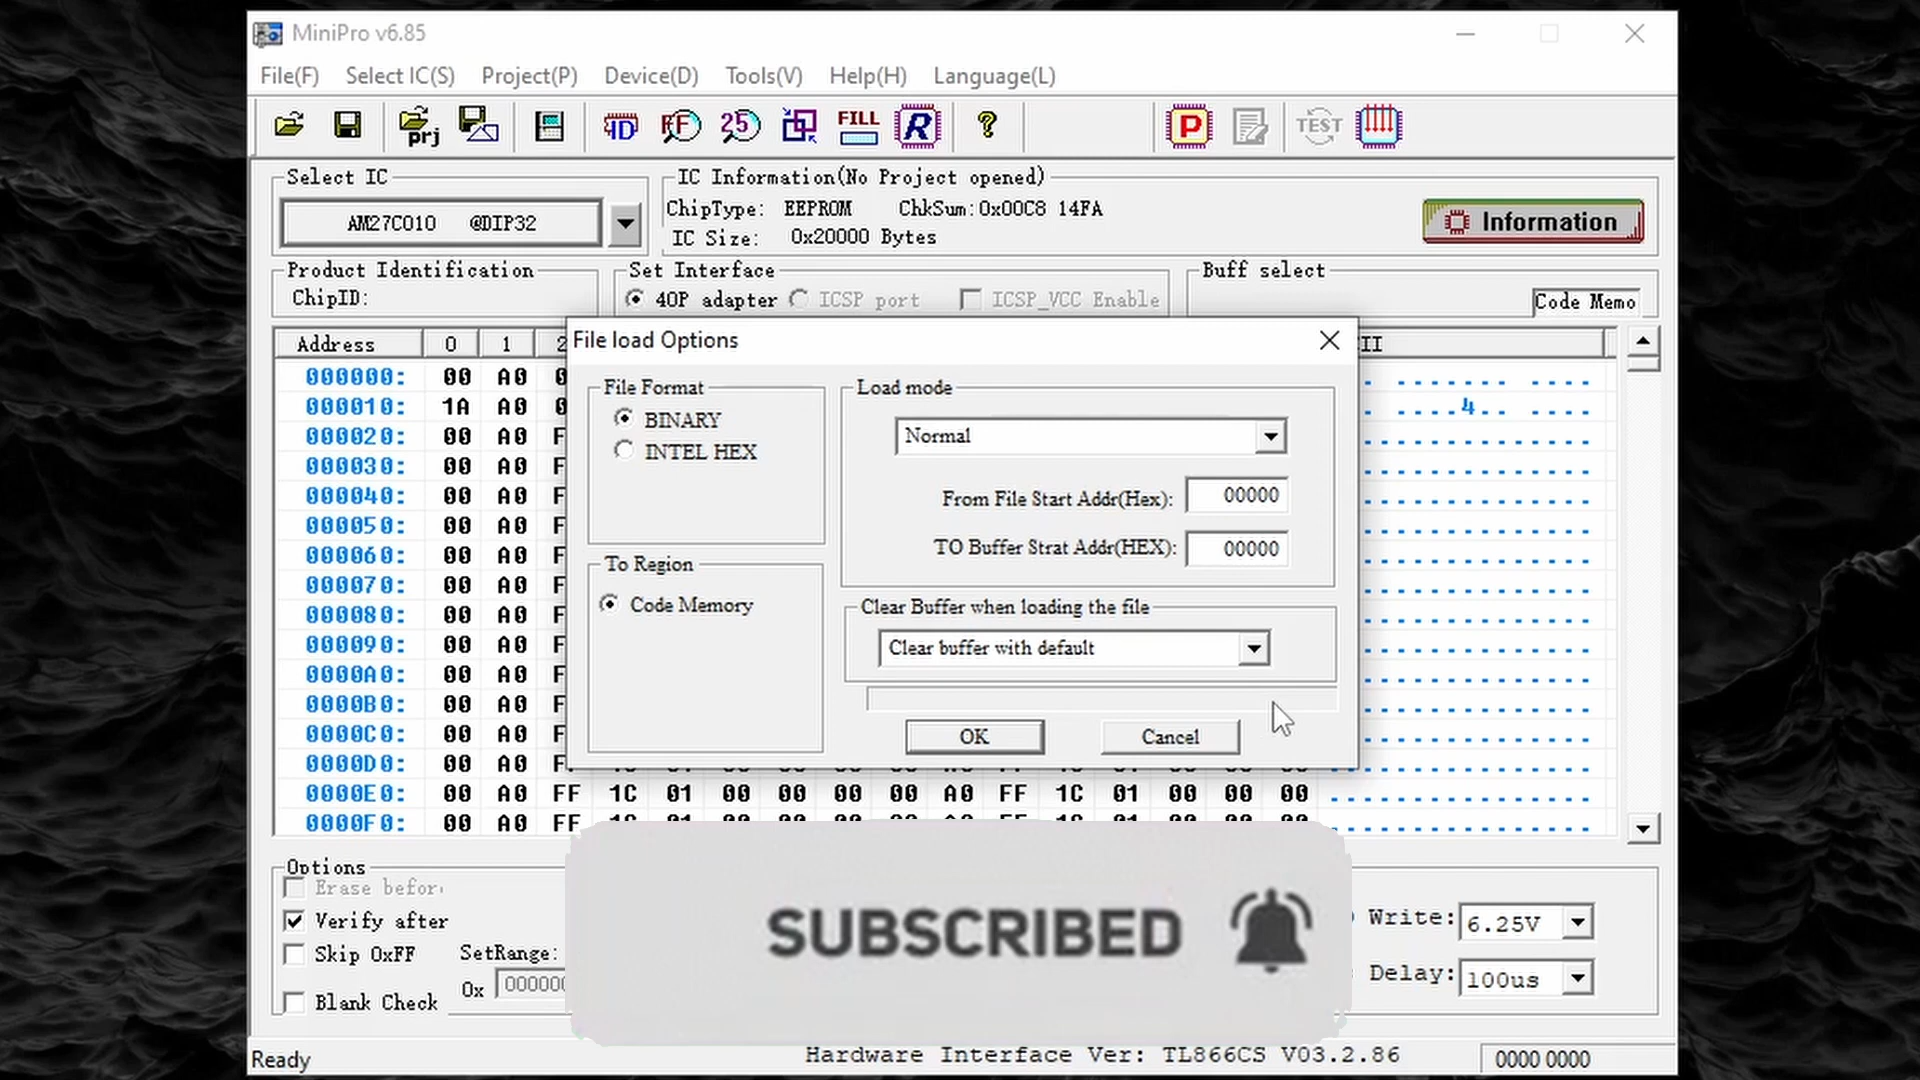 MiniPro v6.85
File(F) Select IC(S) Project(P) Device(D) Tools(V) Help(H) Language(L)
prj ID FF 25 FILL R ? P TEST
Select IC
AM27C010 @DIP32
IC Information(No Project opened)
ChipType: EEPROM ChkSum:0x00C8 14FA
IC Size: 0x20000 Bytes
Information
Product Identification
ChipID:
Set Interface
40P adapter ICSP port ICSP_VCC Enable
Buff select
Code Memo
Address 0 1 2
000000: 00 A0
000010: 1A A0 ....4.. ....
000020: 00 A0 F
000030: 00 A0 F
000040: 00 A0 F
000050: 00 A0 F
000060: 00 A0 F
000070: 00 A0 F
000080: 00 A0 F
000090: 00 A0 F
0000A0: 00 A0 F
0000B0: 00 A0 F
0000C0: 00 A0 F
0000D0: 00 A0
0000E0: 00 A0 FF 1C 01 00 00 00 00 A0 FF 1C 01 00 00 00 ................
0000F0: 00 A0 FF
File load Options
File Format
BINARY
INTEL HEX
To Region
Code Memory
Load mode
Normal
From File Start Addr(Hex): 00000
TO Buffer Strat Addr(HEX): 00000
Clear Buffer when loading the file
Clear buffer with default
OK Cancel
Options
Erase befor
Verify after
Skip 0xFF
Blank Check
SetRange:
0x 00000
SUBSCRIBED
Write: 6.25V
Delay: 100us
Ready
Hardware Interface Ver: TL866CS V03.2.86
0000 0000